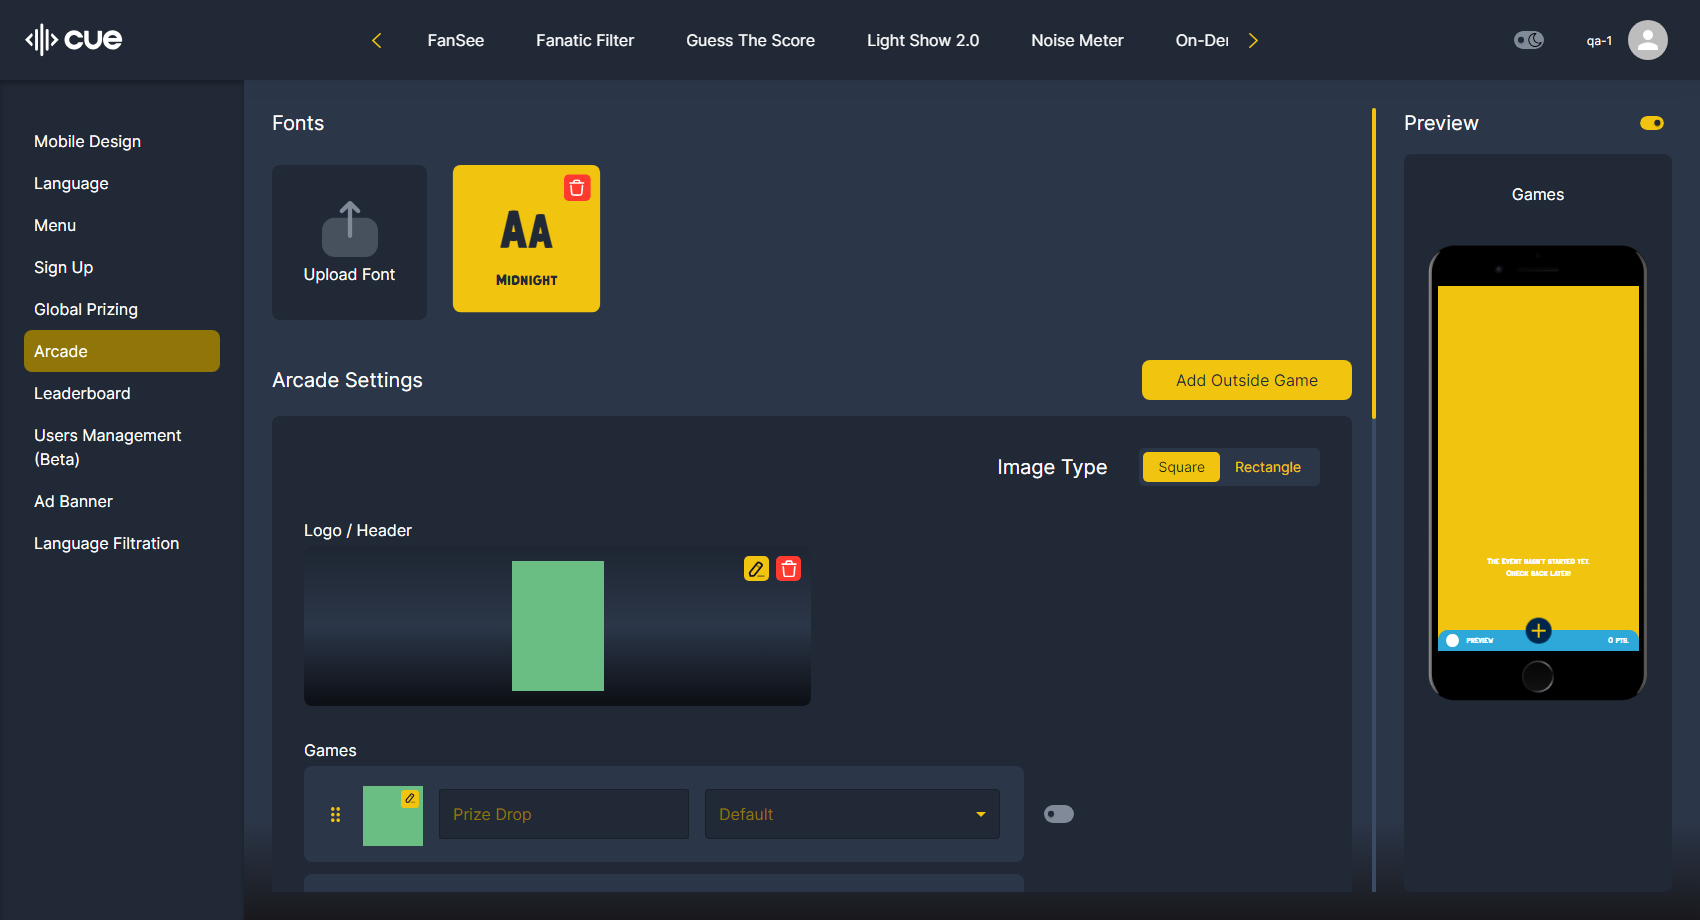 cue
FanSee
Fanatic Filter
Guess The Score
Light Show 2.0
Noise Meter
On-De
qa-1
Mobile Design
Language
Menu
Sign Up
Global Prizing
Arcade
Leaderboard
Users Management
(Beta)
Ad Banner
Language Filtration
Fonts
Upload Font
AA
MIDNIGHT
Arcade Settings
Add Outside Game
Image Type
Square
Rectangle
Logo / Header
Games
Prize Drop
Default
Preview
Games
THE EVENT HASN'T STARTED YET.
CHECK BACK LATER!
PREVIEW
0 PTS.